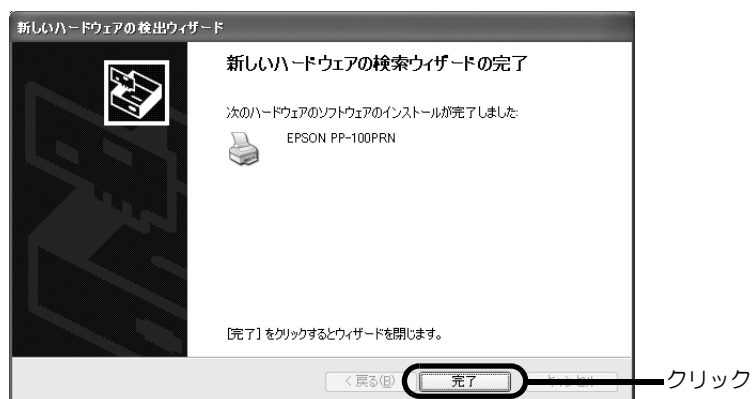 新しいハードウェアの検出ウィザード
新しいハードウェアの検索ウィザードの完了
次のハードウェアのソフトウェアのインストールが完了しました:
EPSON PP-100PRN
[完了] をクリックするとウィザードを閉じます。
< 戻る(B)
完了
キャンセル
クリック